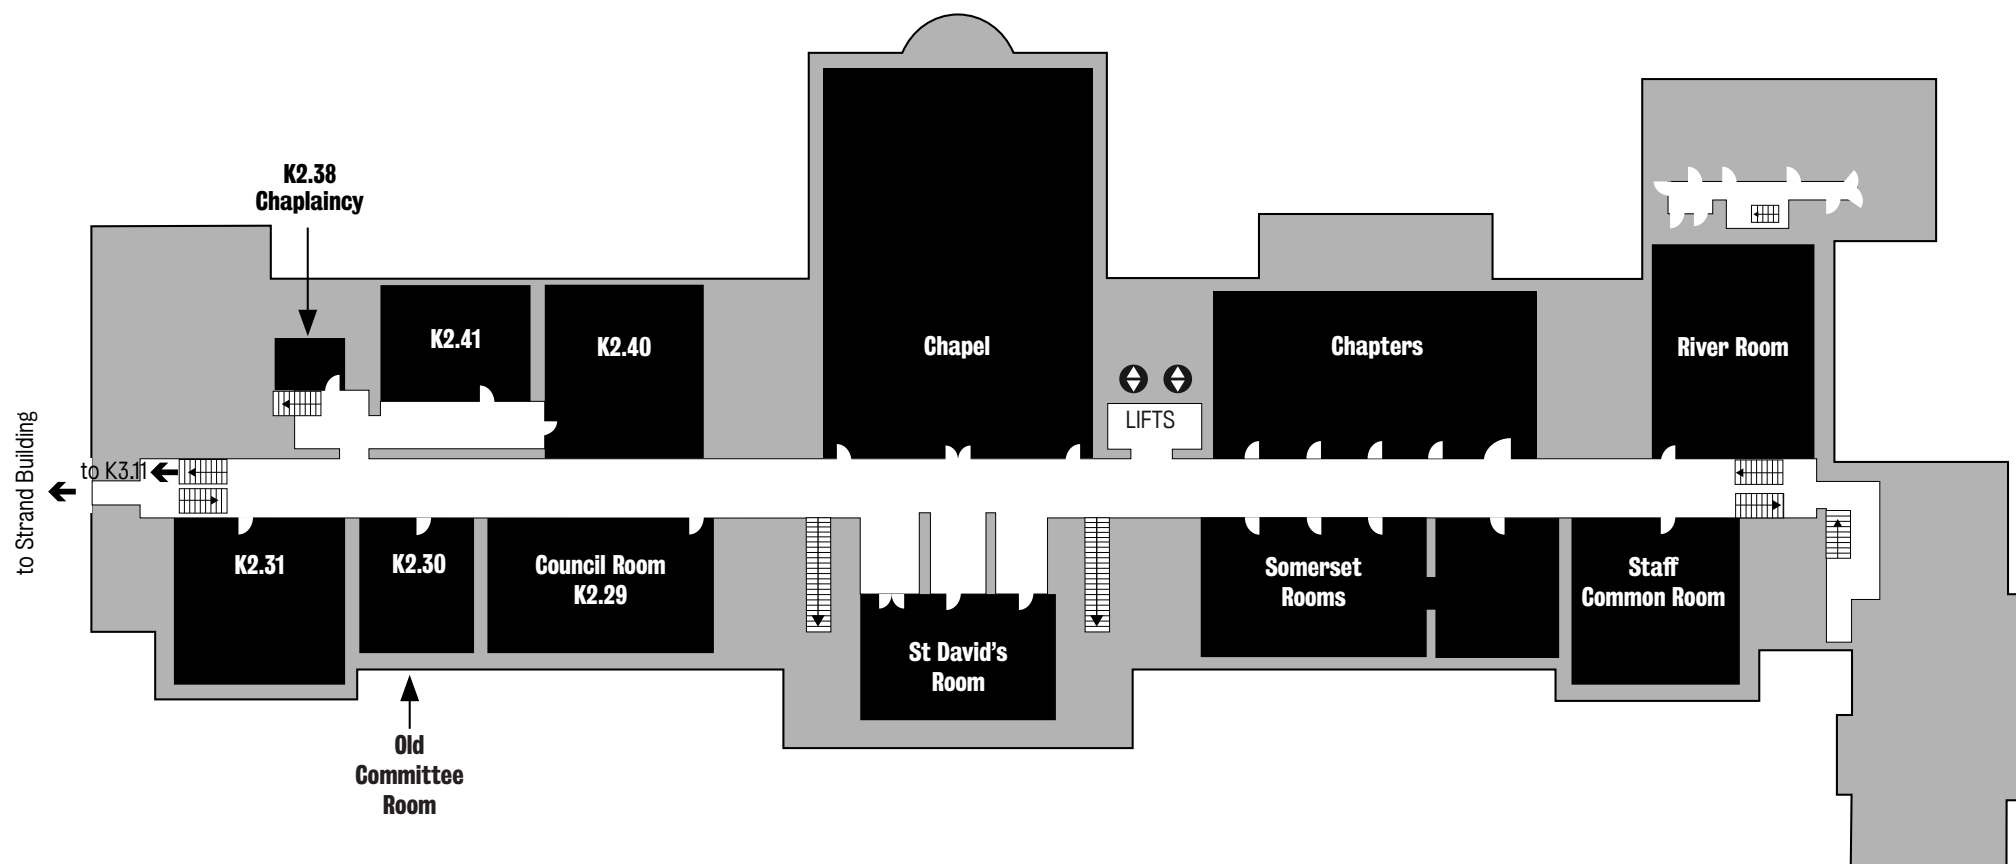 K2.38
Chaplaincy
K2.41
K2.40
Chapel
Chapters
River Room
LIFTS
to K3.11
to Strand Building
K2.31
K2.30
Council Room
K2.29
St David's
Room
Somerset
Rooms
Staff
Common Room
Old
Committee
Room